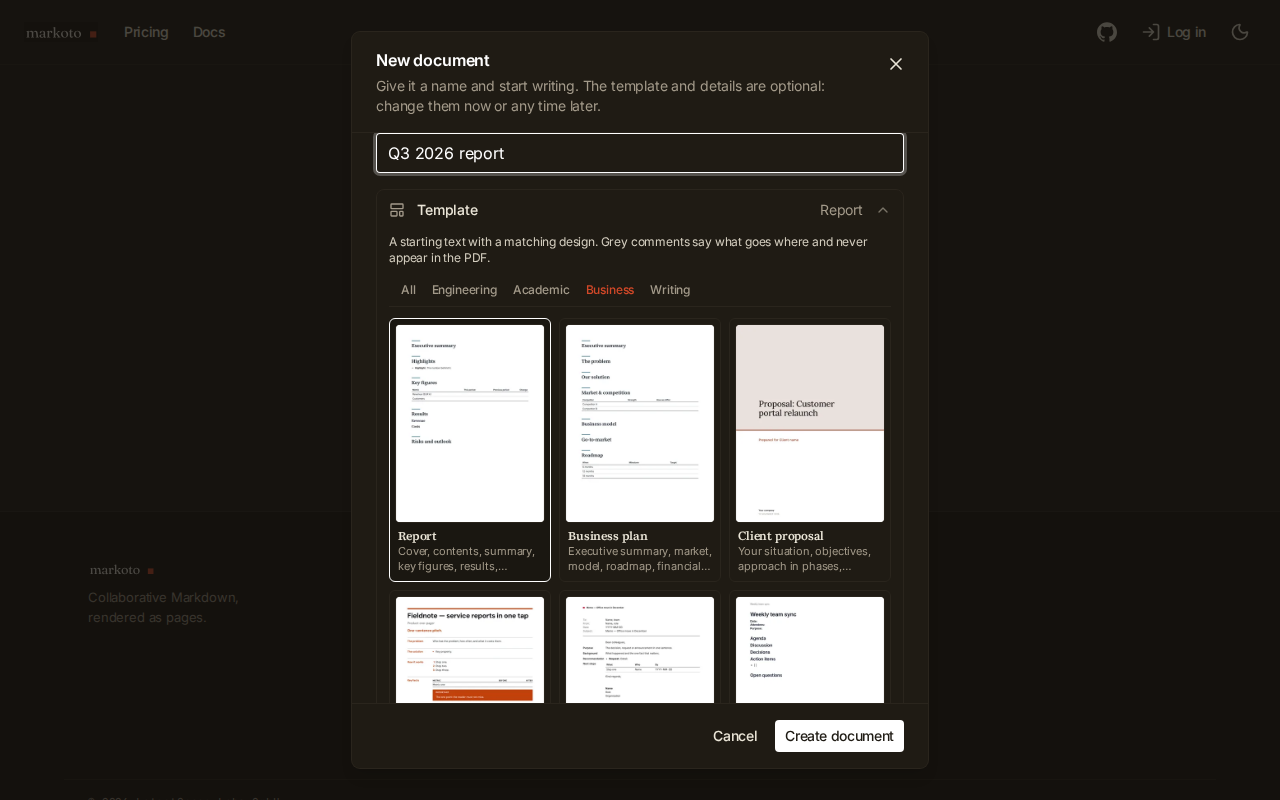 markoto
Pricing
Docs
Log in
New document
Give it a name and start writing. The template and details are optional:
change them now or any time later.
Q3 2026 report
Template
Report
A starting text with a matching design. Grey comments say what goes where and never
appear in the PDF.
All
Engineering
Academic
Business
Writing
Executive summary
Highlights
Key figures
Results
Risks and outlook
Report
Cover, contents, summary,
key figures, results,...
Executive summary
The problem
Our solution
Market & competition
Business model
Go-to-market
Roadmap
Business plan
Executive summary, market,
model, roadmap, financial...
Proposal: Customer
portal relaunch
Client proposal
Your situation, objectives,
approach in phases,...
Fieldnote — service reports in one tap
Weekly team sync
Agenda
Discussion
Decisions
Action items
Open questions
markoto
Collaborative Markdown,
rendered as pages.
Cancel
Create document